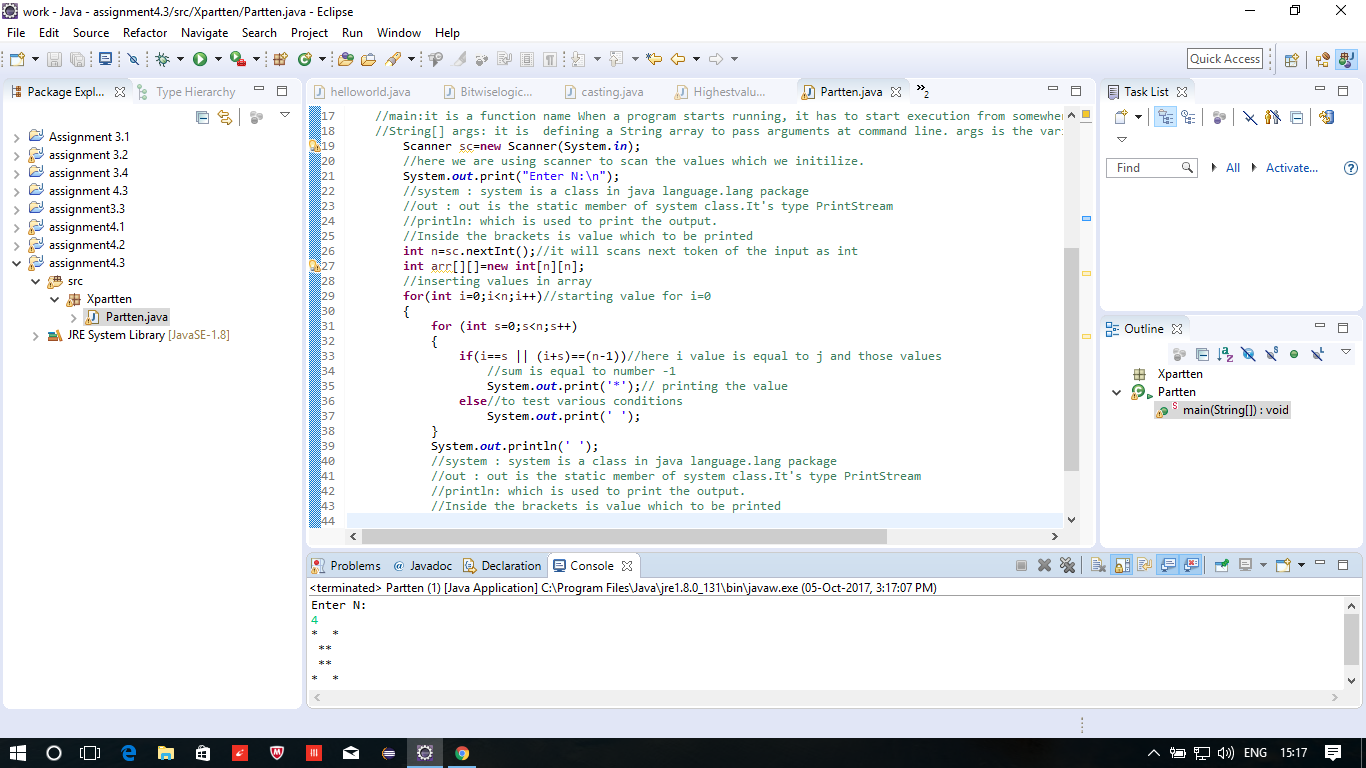 work - Java - assignment4.3/src/Xpartten/Partten.java - Eclipse
File Edit Source Refactor Navigate Search Project Run Window Help
Quick Access
Package Expl... Type Hierarchy
Assignment 3.1
assignment 3.2
assignment 3.4
assignment 4.3
assignment3.3
assignment4.1
assignment4.2
assignment4.3
src
Xpartten
Partten.java
JRE System Library [JavaSE-1.8]
helloworld.java Bitwiselogic... casting.java Highestvalu... Partten.java »2
17 //main:it is a function name When a program starts running, it has to start execution from somewher
18 //String[] args: it is  defining a String array to pass arguments at command line. args is the vari
19 Scanner sc=new Scanner(System.in);
20 //here we are using scanner to scan the values which we initilize.
21 System.out.print("Enter N:\n");
22 //system : system is a class in java language.lang package
23 //out : out is the static member of system class.It's type PrintStream
24 //println: which is used to print the output.
25 //Inside the brackets is value which to be printed
26 int n=sc.nextInt();//it will scans next token of the input as int
27 int arr[][]=new int[n][n];
28 //inserting values in array
29 for(int i=0;i<n;i++)//starting value for i=0
30 {
31 for (int s=0;s<n;s++)
32 {
33 if(i==s || (i+s)==(n-1))//here i value is equal to j and those values
34 //sum is equal to number -1
35 System.out.print('*');// printing the value
36 else//to test various conditions
37 System.out.print(' ');
38 }
39 System.out.println(' ');
40 //system : system is a class in java language.lang package
41 //out : out is the static member of system class.It's type PrintStream
42 //println: which is used to print the output.
43 //Inside the brackets is value which to be printed
44
Task List
Find All Activate...
Outline
Xpartten
Partten
main(String[]) : void
Problems @ Javadoc Declaration Console
<terminated> Partten (1) [Java Application] C:\Program Files\Java\jre1.8.0_131\bin\javaw.exe (05-Oct-2017, 3:17:07 PM)
Enter N:
4
*  *
 **
 **
*  *
ENG 15:17